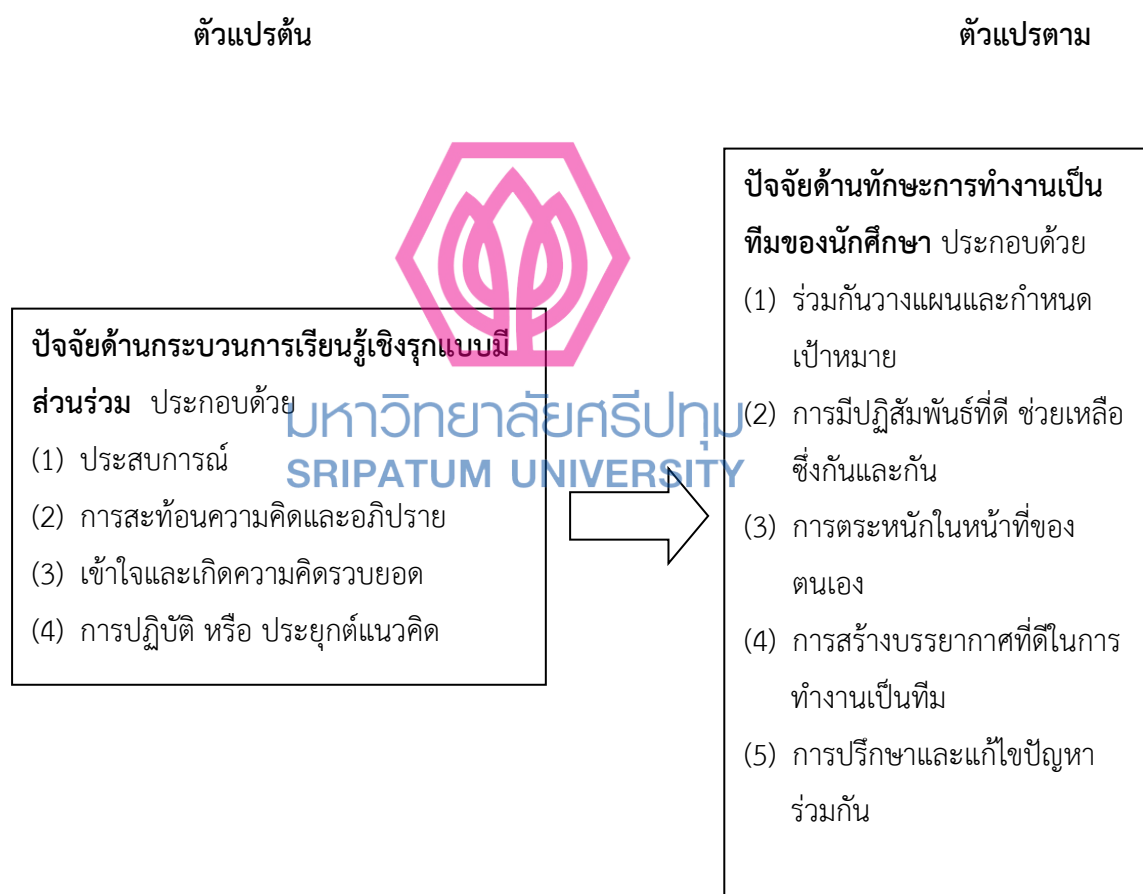 ตัวแปรต้น
ตัวแปรตาม
ปัจจัยด้านกระบวนการเรียนรู้เชิงรุกแบบมี
ส่วนร่วม ประกอบด้วย
(1) ประสบการณ์
(2) การสะท้อนความคิดและอภิปราย
(3) เข้าใจและเกิดความคิดรวบยอด
(4) การปฏิบัติ หรือ ประยุกต์แนวคิด
มหาวิทยาลัยศรีปทุม
SRIPATUM UNIVERSITY
ปัจจัยด้านทักษะการทำงานเป็น
ทีมของนักศึกษา ประกอบด้วย
(1) ร่วมกันวางแผนและกำหนด
เป้าหมาย
(2) การมีปฏิสัมพันธ์ที่ดี ช่วยเหลือ
ซึ่งกันและกัน
(3) การตระหนักในหน้าที่ของ
ตนเอง
(4) การสร้างบรรยากาศที่ดีในการ
ทำงานเป็นทีม
(5) การปรึกษาและแก้ไขปัญหา
ร่วมกัน